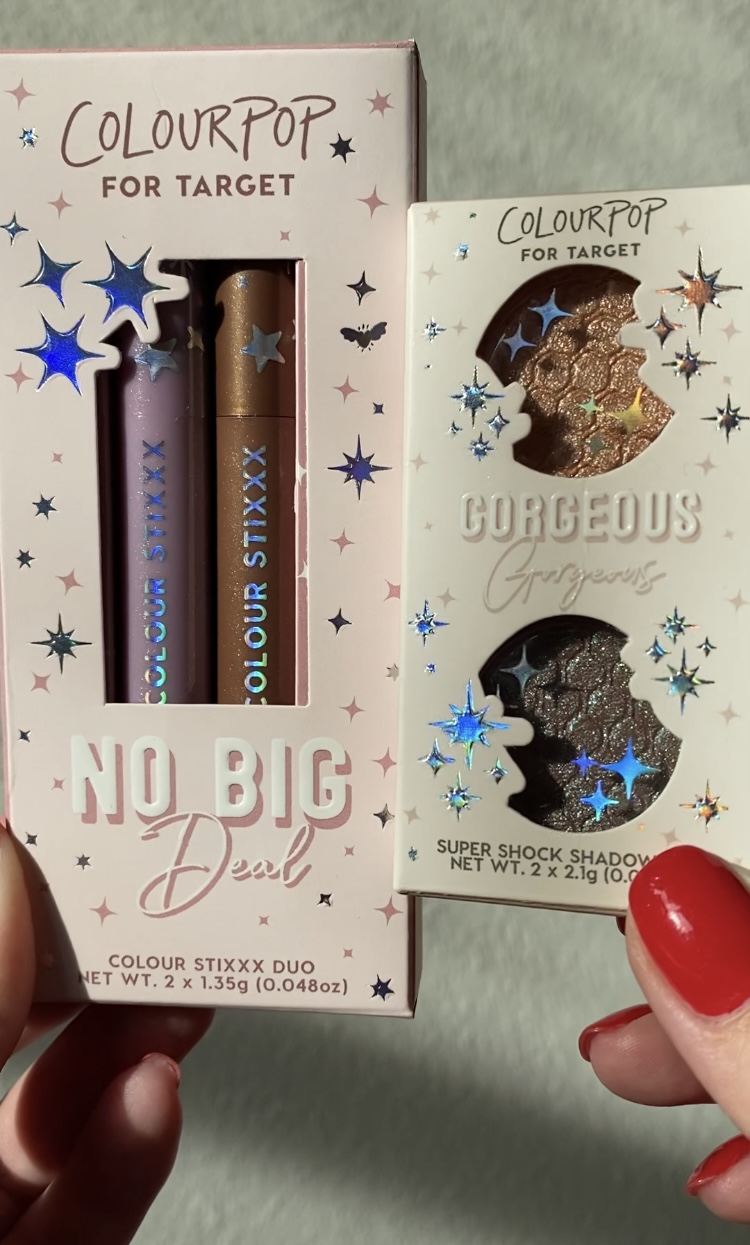 COLOURPOP
FOR TARGET
COLOUR STIXXX
COLOUR STIXXX
NO BIG
Deal
COLOUR STIXXX DUO
NET WT. 2 x 1.35g (0.048oz)
COLOURPOP
FOR TARGET
GORGEOUS
Gorgeous
SUPER SHOCK SHADOW
NET WT. 2 x 2.1g